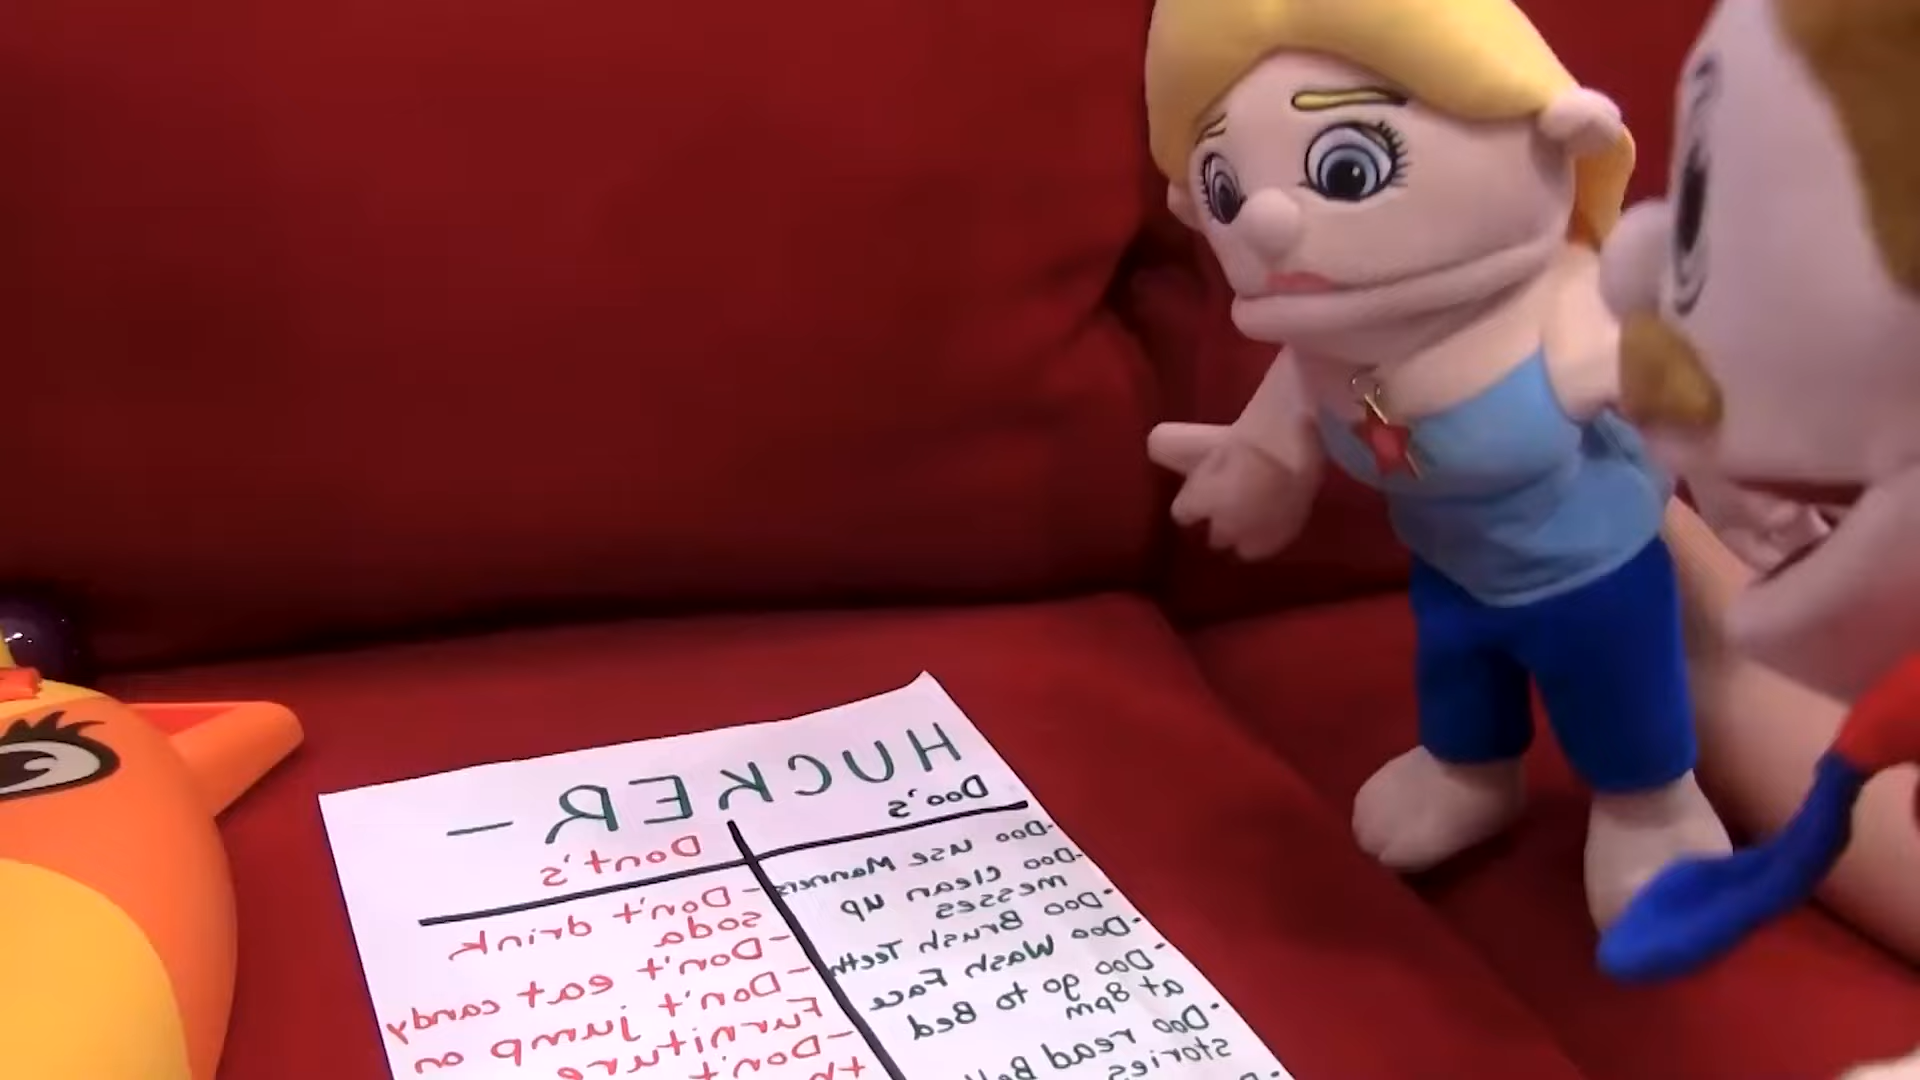 HUCKER -
Doo's
-Doo use Manners
-Doo clean up
messes
-Doo Brush Teeth
-Doo Wash Face
-Doo go to Bed
at 8pm
-Doo read
stories
Dont's
-Don't drink
soda
-Don't eat candy
-Don't jump on
Furniture
-Don't